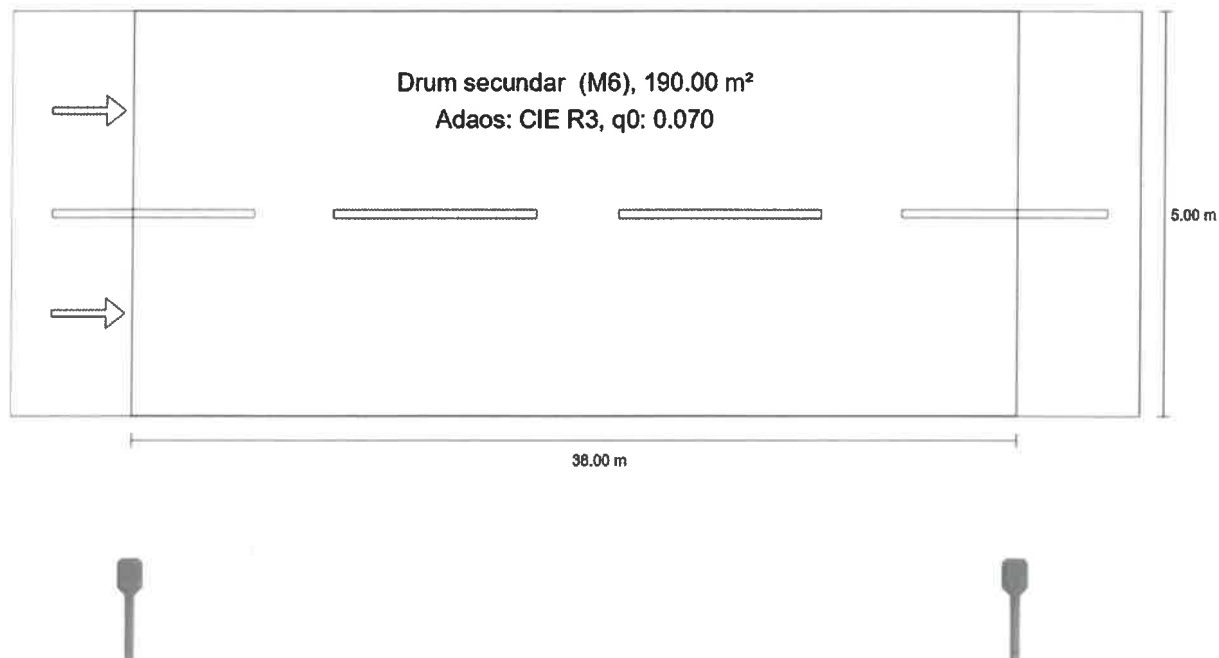 Drum secundar (M6), 190.00 m²
Adaos: CIE R3, q0: 0.070
5.00 m
38.00 m